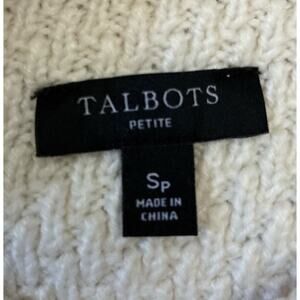 TALBOTS
PETITE
SP
MADE IN
CHINA